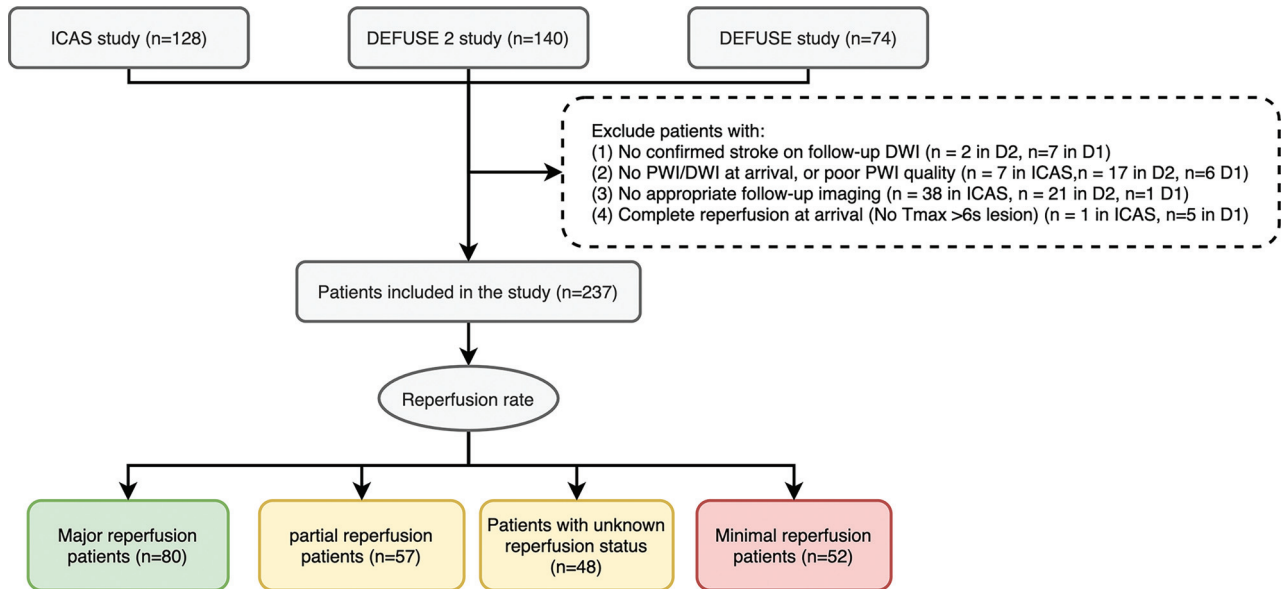 ICAS study (n=128)
DEFUSE 2 study (n=140)
DEFUSE study (n=74)
Exclude patients with:
(1) No confirmed stroke on follow-up DWI (n = 2 in D2, n=7 in D1)
(2) No PWI/DWI at arrival, or poor PWI quality (n = 7 in ICAS,n = 17 in D2, n=6 D1)
(3) No appropriate follow-up imaging (n = 38 in ICAS, n = 21 in D2, n=1 D1)
(4) Complete reperfusion at arrival (No Tmax >6s lesion) (n = 1 in ICAS, n=5 in D1)
Patients included in the study (n=237)
Reperfusion rate
Major reperfusion
patients (n=80)
partial reperfusion
patients (n=57)
Patients with unknown
reperfusion status
(n=48)
Minimal reperfusion
patients (n=52)